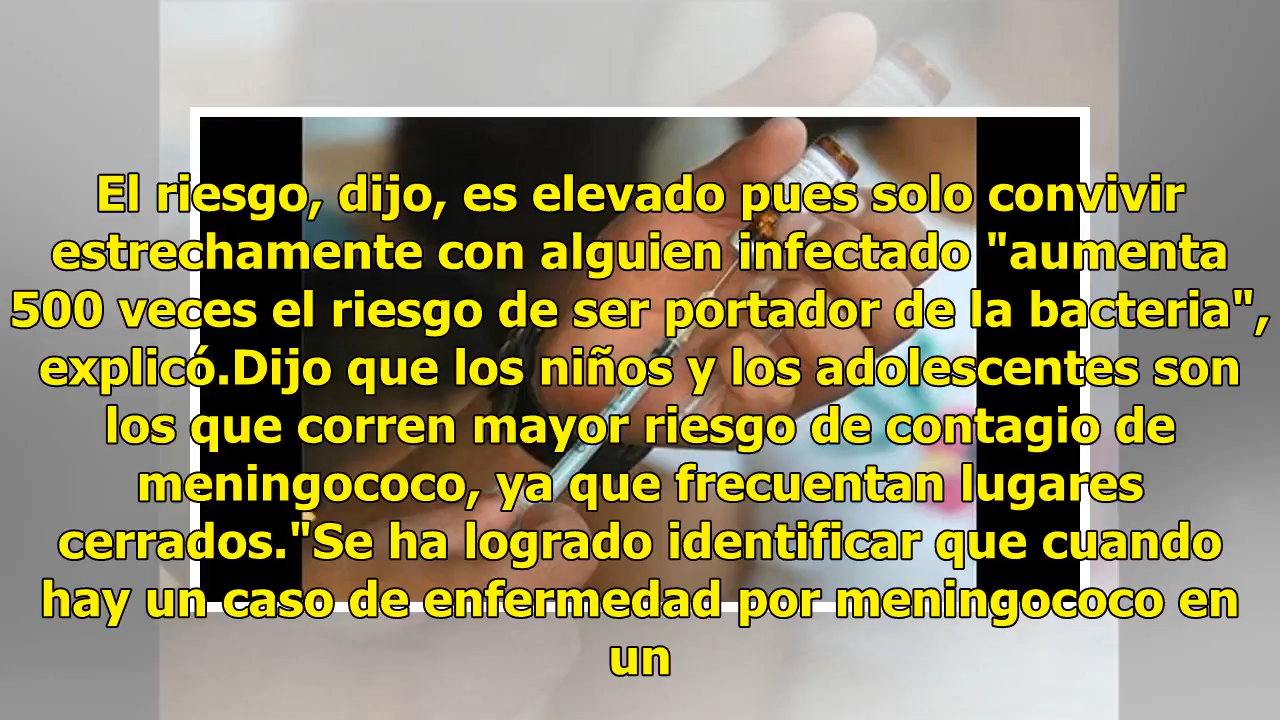 El riesgo, dijo, es elevado pues solo convivir
estrechamente con alguien infectado "aumenta
500 veces el riesgo de ser portador de la bacteria",
explicó.Dijo que los niños y los adolescentes son
los que corren mayor riesgo de contagio de
meningococo, ya que frecuentan lugares
cerrados."Se ha logrado identificar que cuando
hay un caso de enfermedad por meningococo en
un